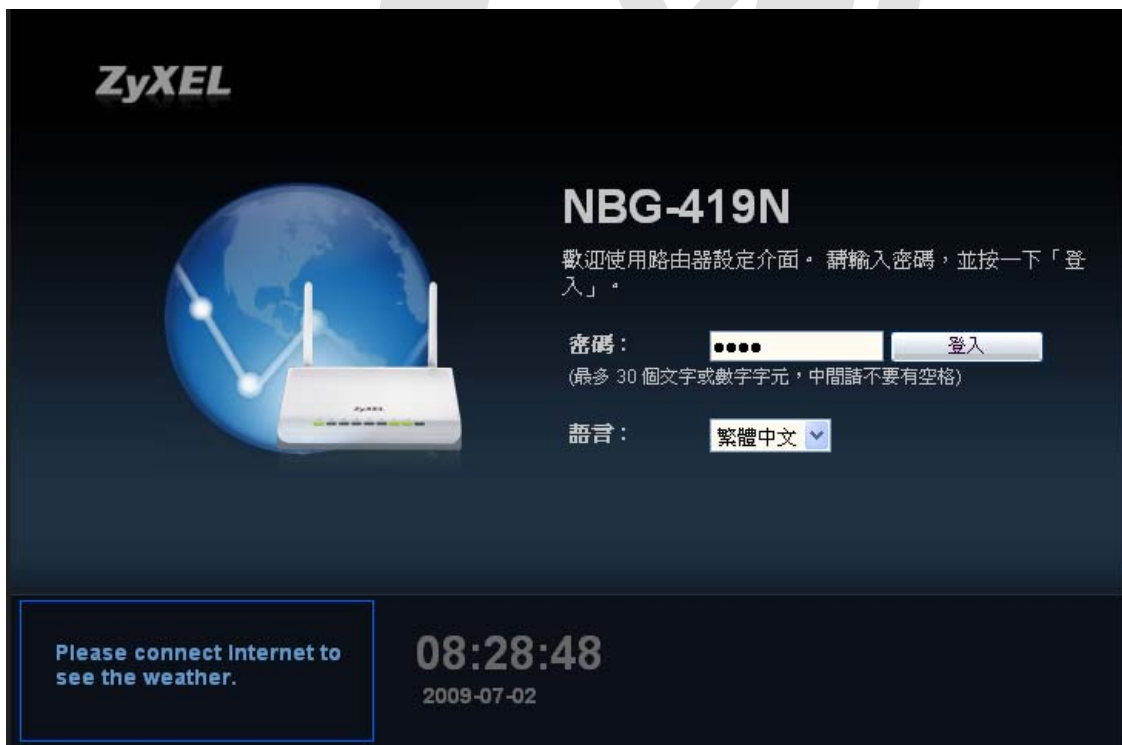 ZyXEL
NBG-419N
歡迎使用路由器設定介面。 請輸入密碼，並按一下「登
入」。
密碼： •••• 登入
(最多 30 個文字或數字字元，中間請不要有空格)
ZyXEL
語言： 繁體中文
Please connect Internet to
see the weather.
08:28:48
2009-07-02